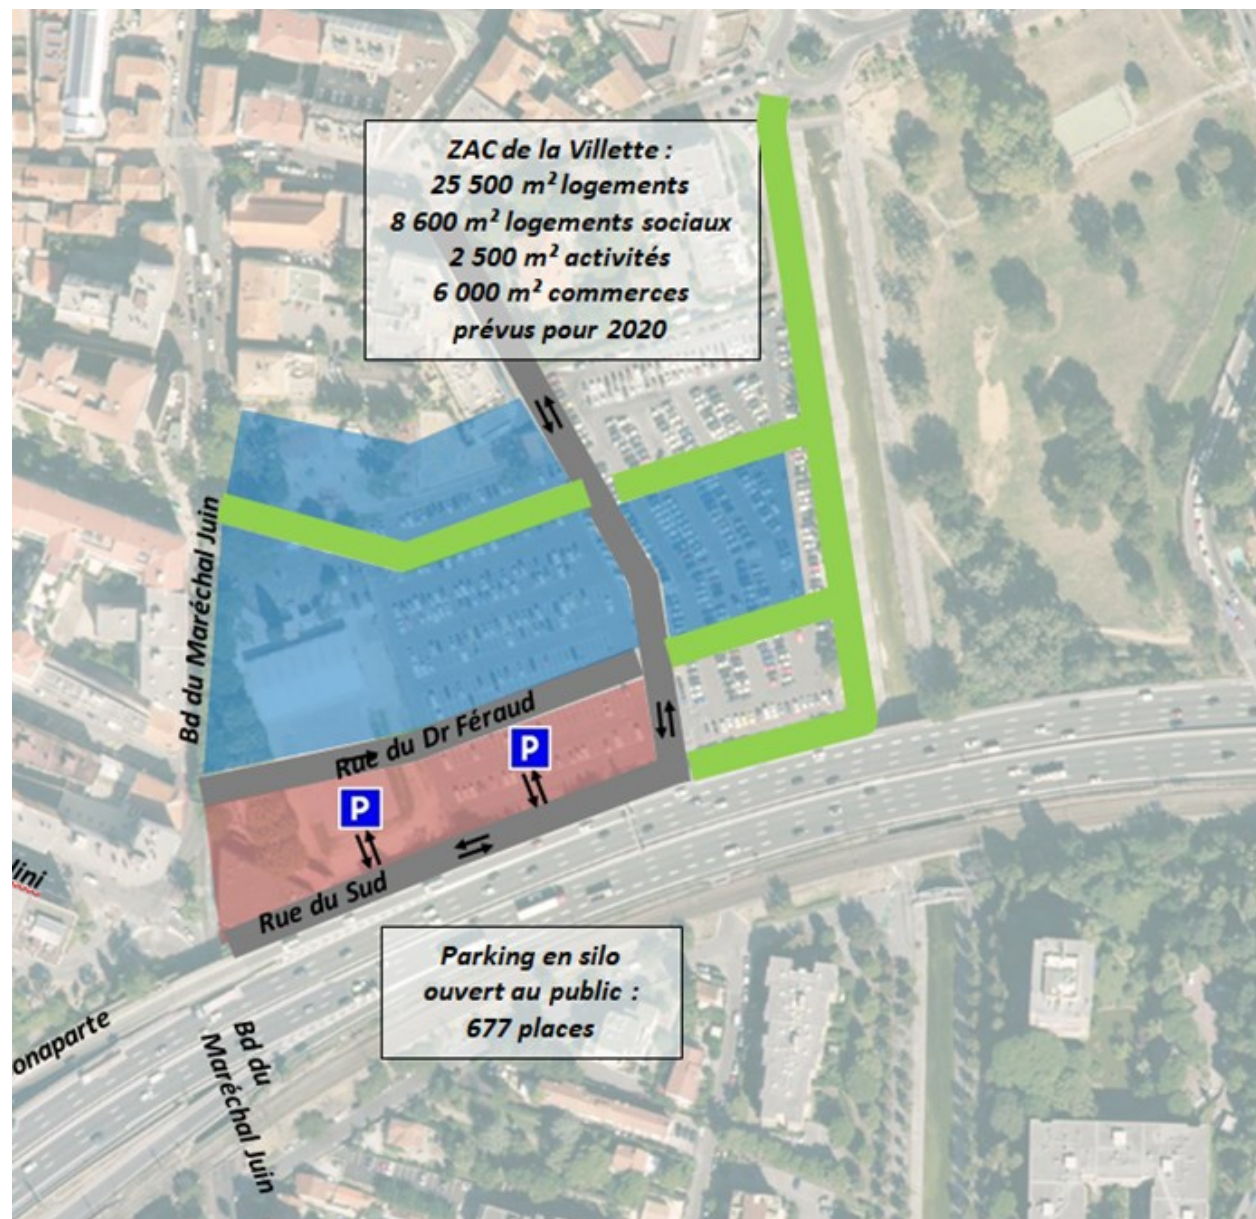 ZAC de la Villette :
25 500 m² logements
8 600 m² logements sociaux
2 500 m² activités
6 000 m² commerces
prévus pour 2020
Bd du Maréchal Juin
Rue du Dr Féraud
P
P
Rue du Sud
lini
Parking en silo
ouvert au public :
677 places
onaparte
Bd du
Maréchal Juin